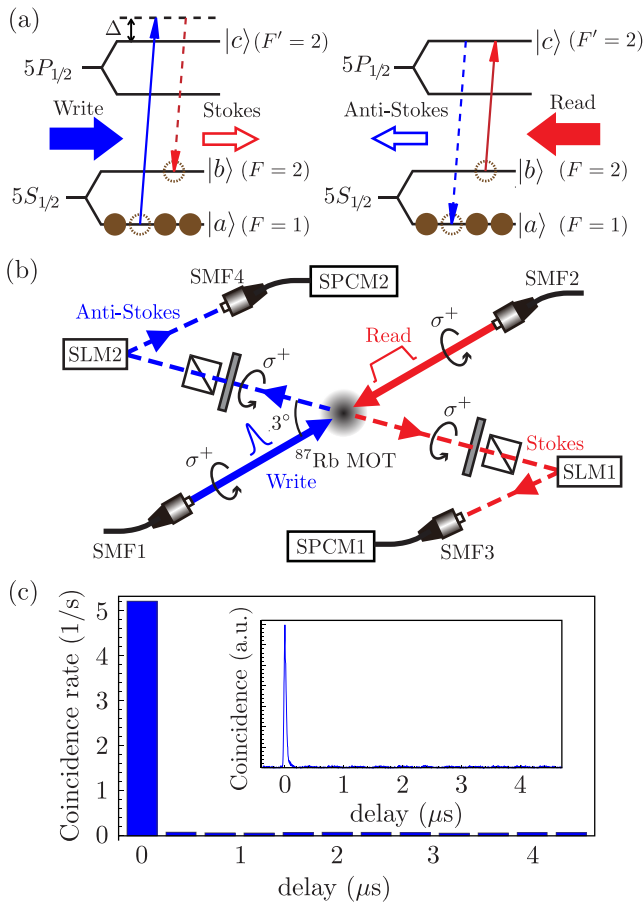 (a)
Δ
|c⟩ (F′ = 2)
|c⟩ (F′ = 2)
5P1/2
5P1/2
Write
Stokes
Anti-Stokes
Read
|b⟩ (F = 2)
|b⟩ (F = 2)
5S1/2
5S1/2
|a⟩ (F = 1)
|a⟩ (F = 1)
(b)
SMF4
SPCM2
SMF2
Anti-Stokes
Read
σ+
SLM2
σ+
σ+
3°
Stokes
σ+
87Rb MOT
SLM1
Write
SMF1
SPCM1
SMF3
(c)
Coincidence rate (1/s)
5
4
3
2
1
0
0 1 2 3 4
delay (μs)
Coincidence (a.u.)
0 1 2 3 4
delay (μs)